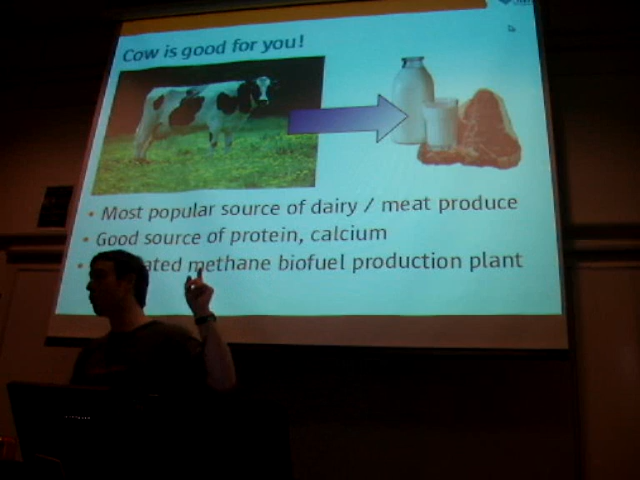 Cow is good for you!
• Most popular source of dairy / meat produce
• Good source of protein, calcium
• ated methane biofuel production plant